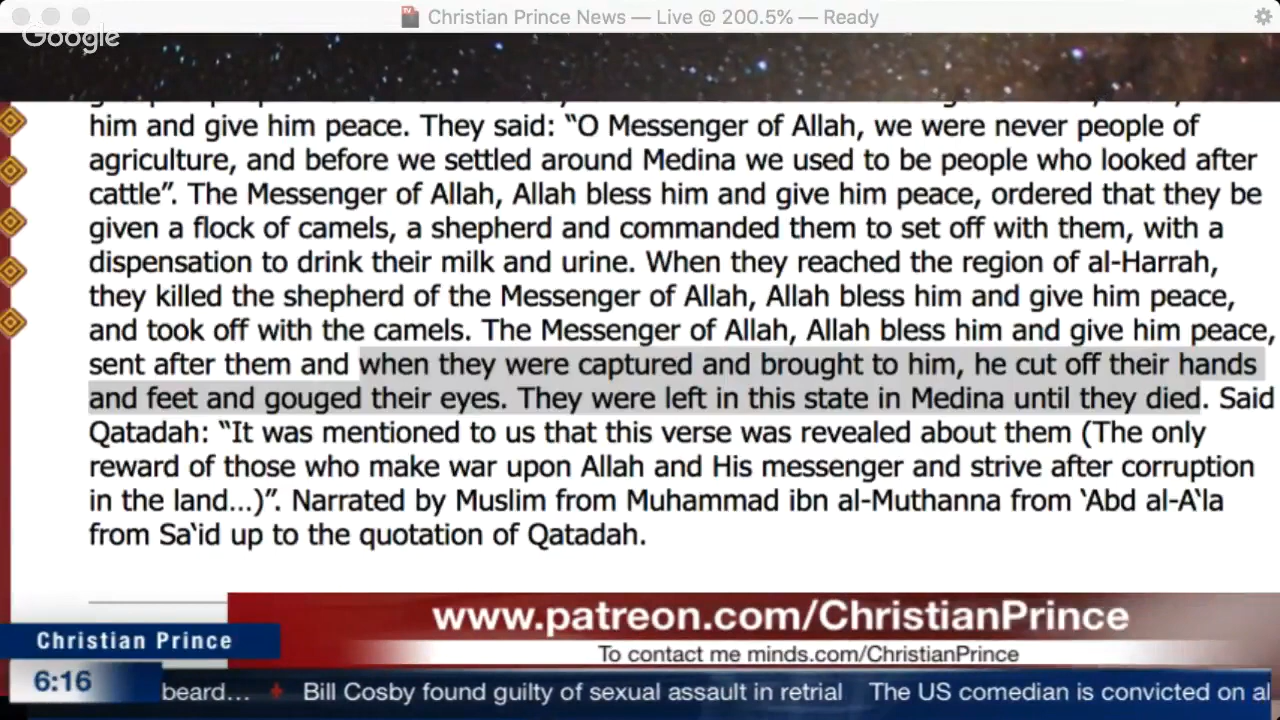 Christian Prince News — Live @ 200.5% — Ready
Google
him and give him peace. They said: “O Messenger of Allah, we were never people of
agriculture, and before we settled around Medina we used to be people who looked after
cattle”. The Messenger of Allah, Allah bless him and give him peace, ordered that they be
given a flock of camels, a shepherd and commanded them to set off with them, with a
dispensation to drink their milk and urine. When they reached the region of al-Harrah,
they killed the shepherd of the Messenger of Allah, Allah bless him and give him peace,
and took off with the camels. The Messenger of Allah, Allah bless him and give him peace,
sent after them and when they were captured and brought to him, he cut off their hands
and feet and gouged their eyes. They were left in this state in Medina until they died. Said
Qatadah: “It was mentioned to us that this verse was revealed about them (The only
reward of those who make war upon Allah and His messenger and strive after corruption
in the land...)”. Narrated by Muslim from Muhammad ibn al-Muthanna from ‘Abd al-A‘la
from Sa‘id up to the quotation of Qatadah.
www.patreon.com/ChristianPrince
Christian Prince
To contact me minds.com/ChristianPrince
6:16
beard... Bill Cosby found guilty of sexual assault in retrial The US comedian is convicted on al